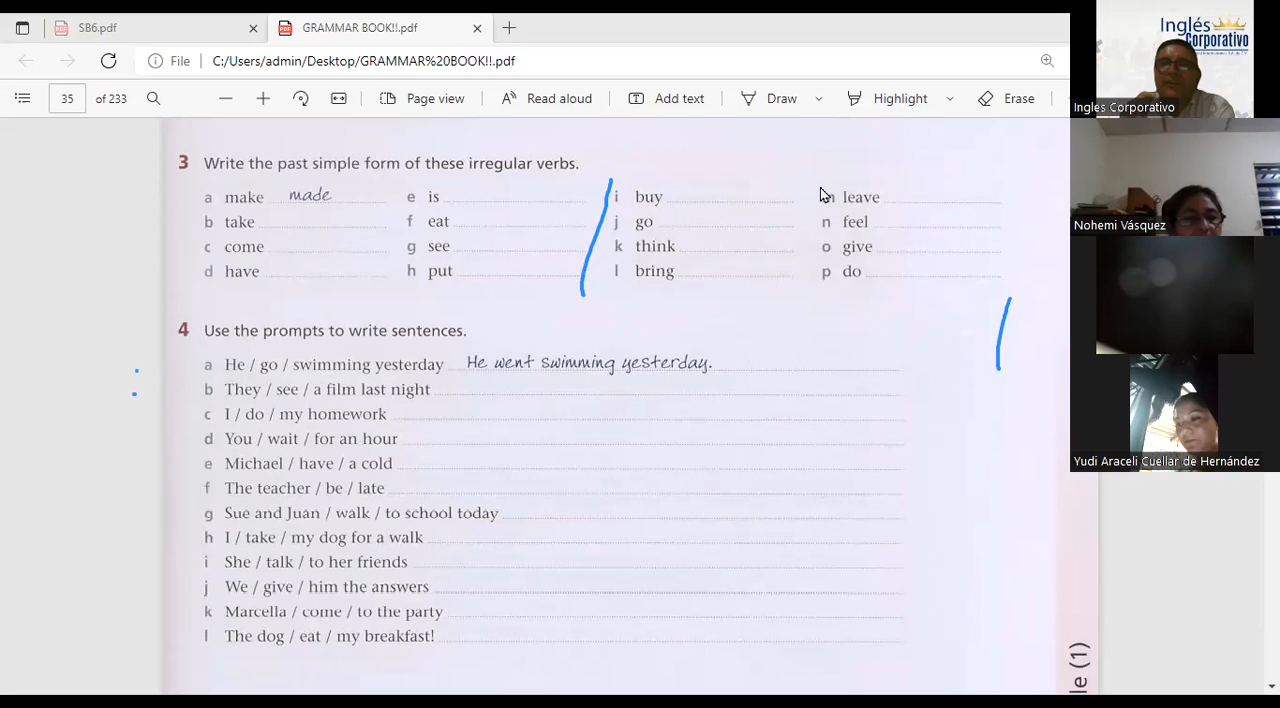 SB6.pdf
GRAMMAR BOOK!!.pdf
File C:/Users/admin/Desktop/GRAMMAR%20BOOK!!.pdf
35 of 233 Page view Read aloud Add text Draw Highlight Erase
3 Write the past simple form of these irregular verbs.
a make made e is i buy leave
b take f eat j go n feel
c come g see k think o give
d have h put l bring p do
4 Use the prompts to write sentences.
a He / go / swimming yesterday He went swimming yesterday.
b They / see / a film last night
c I / do / my homework
d You / wait / for an hour
e Michael / have / a cold
f The teacher / be / late
g Sue and Juan / walk / to school today
h I / take / my dog for a walk
i She / talk / to her friends
j We / give / him the answers
k Marcella / come / to the party
l The dog / eat / my breakfast!
le (1)
Inglés
Corporativo
Ingles Corporativo
Nohemi Vásquez
Yudi Araceli Cuellar de Hernández